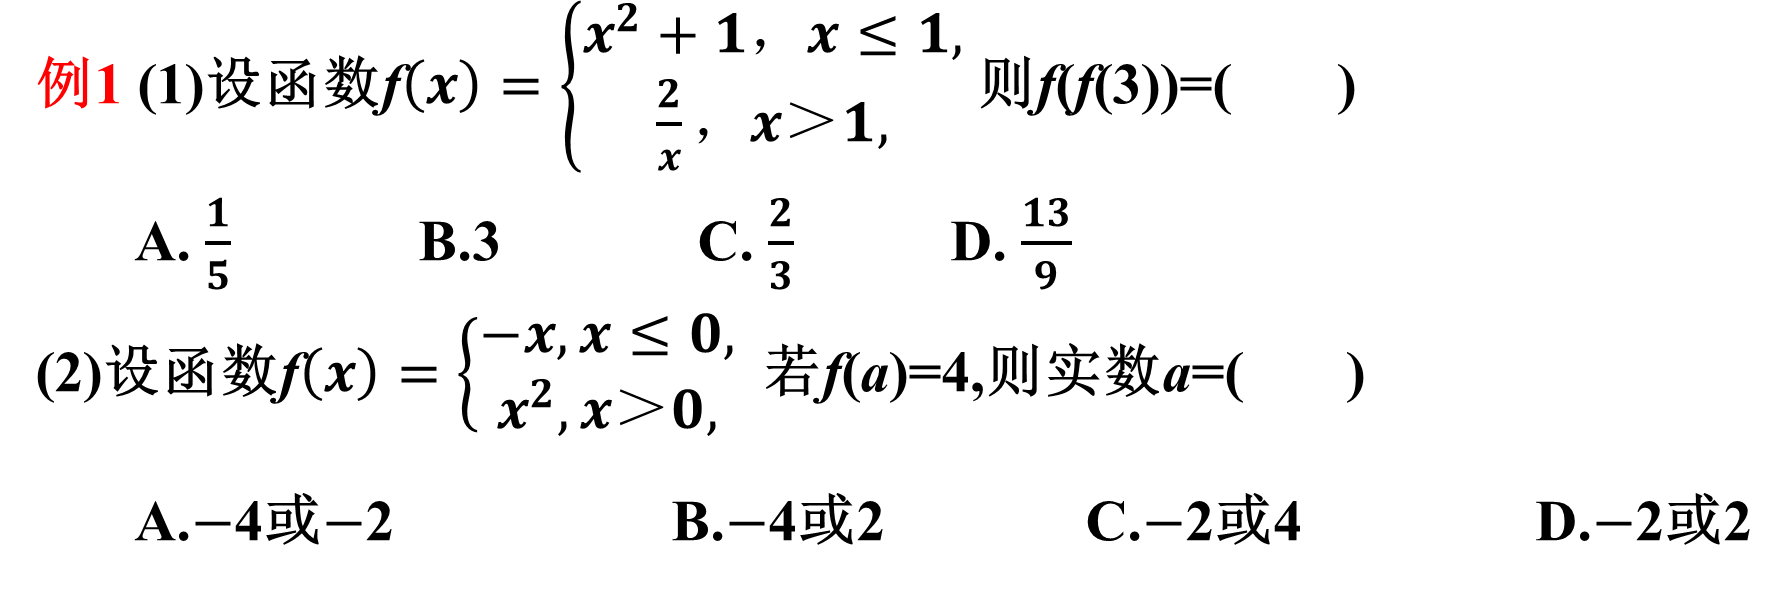 例1 (1)设函数f(x) = {x² + 1, x ≤ 1, 2/x, x>1, 则f(f(3))=(  )
A. 1/5  B.3  C. 2/3  D. 13/9
(2)设函数f(x) = {−x, x ≤ 0, x², x>0, 若f(a)=4,则实数a=(  )
A.−4或−2  B.−4或2  C.−2或4  D.−2或2